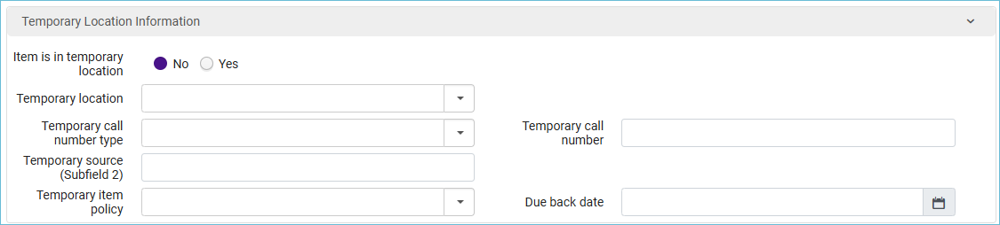 Temporary Location Information
Item is in temporary
location
No
Yes
Temporary location
Temporary call
number type
Temporary call
number
Temporary source
(Subfield 2)
Temporary item
policy
Due back date